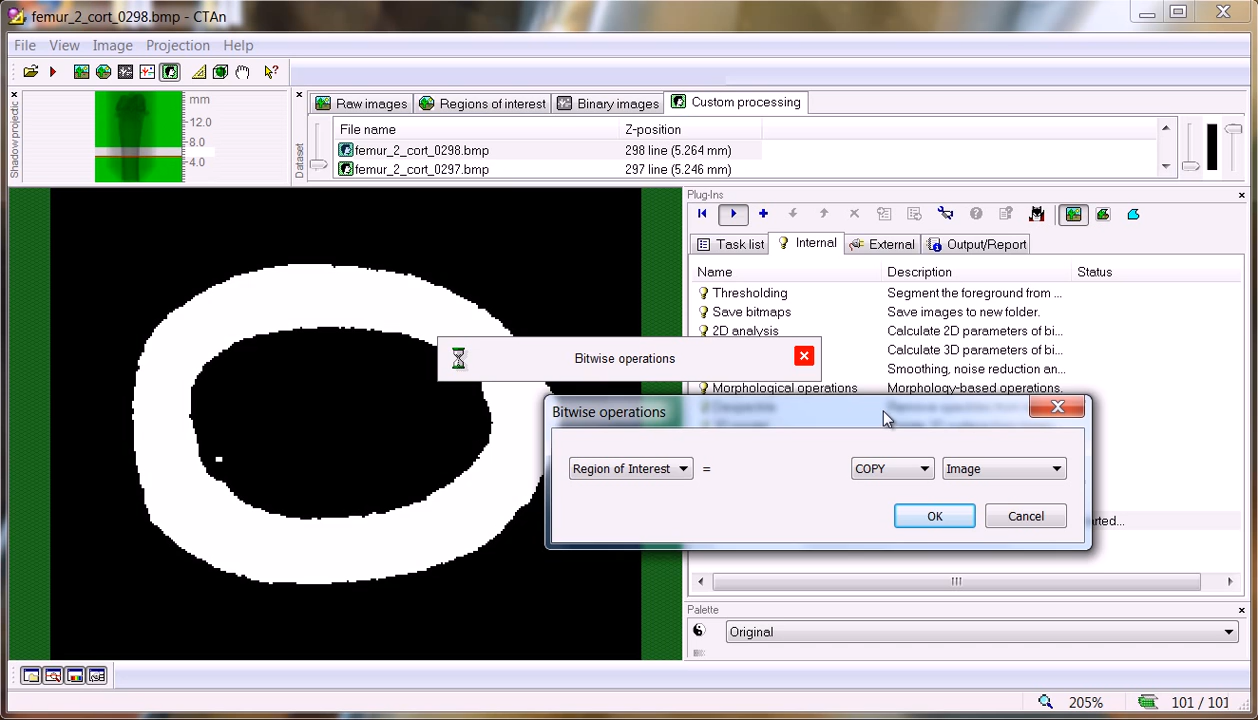 femur_2_cort_0298.bmp - CTAn
File View Image Projection Help
Shadow projectic
mm
12.0
8.0
4.0
Dataset
Raw images Regions of interest Binary images Custom processing
File name Z-position
femur_2_cort_0298.bmp 298 line (5.264 mm)
femur_2_cort_0297.bmp 297 line (5.246 mm)
Plug-Ins
Task list Internal External Output/Report
Name Description Status
Thresholding Segment the foreground from ...
Save bitmaps Save images to new folder.
2D analysis Calculate 2D parameters of bi...
Calculate 3D parameters of bi...
Smoothing, noise reduction an...
Morphological operations Morphology-based operations.
Bitwise operations
Bitwise operations
Region of Interest = COPY Image
OK Cancel
arted...
Palette
Original
205% 101 / 101